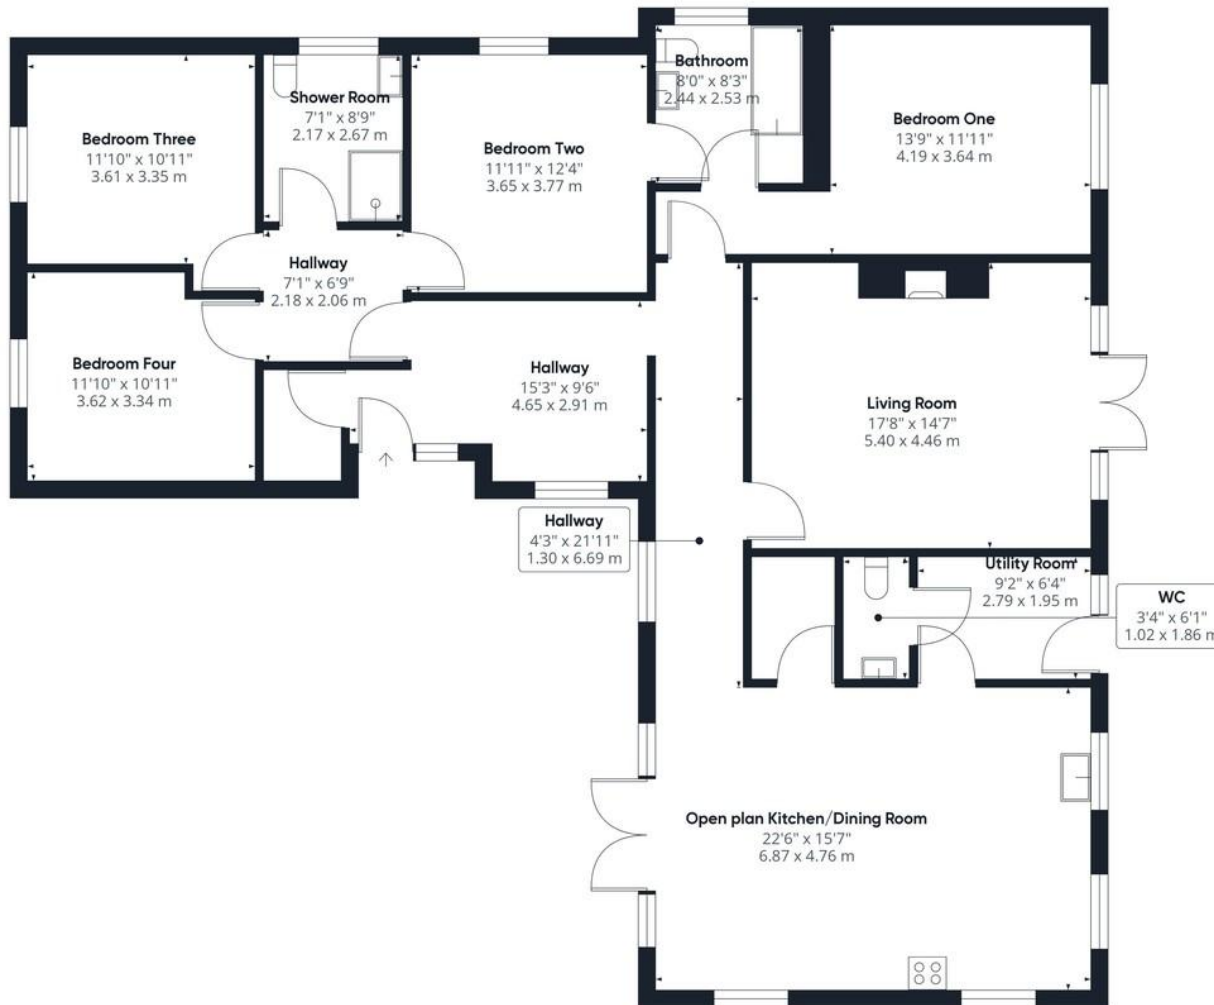 Bathroom
8'0" x 8'3"
2.44 x 2.53 m
Bedroom One
13'9" x 11'11"
4.19 x 3.64 m
Shower Room
7'1" x 8'9"
2.17 x 2.67 m
Bedroom Three
11'10" x 10'11"
3.61 x 3.35 m
Bedroom Two
11'11" x 12'4"
3.65 x 3.77 m
Hallway
7'1" x 6'9"
2.18 x 2.06 m
Bedroom Four
11'10" x 10'11"
3.62 x 3.34 m
Hallway
15'3" x 9'6"
4.65 x 2.91 m
Living Room
17'8" x 14'7"
5.40 x 4.46 m
Hallway
4'3" x 21'11"
1.30 x 6.69 m
Utility Room
9'2" x 6'4"
2.79 x 1.95 m
WC
3'4" x 6'1"
1.02 x 1.86 m
Open plan Kitchen/Dining Room
22'6" x 15'7"
6.87 x 4.76 m